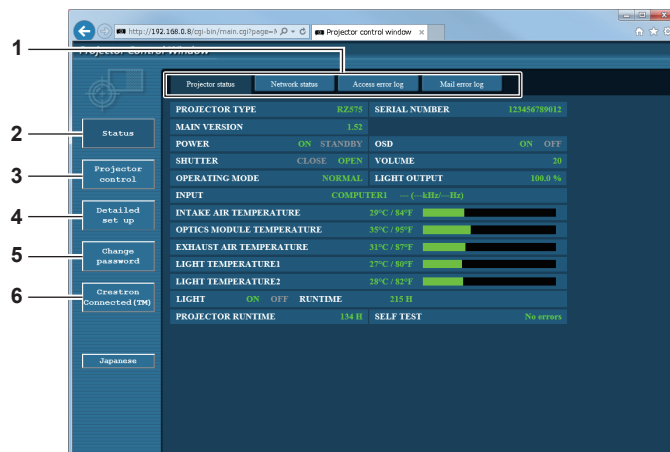 http://192.168.0.8/cgi-bin/main.cgi?page=
Projector control window
1
Projector status Network status Access error log Mail error log
PROJECTOR TYPE RZ575 SERIAL NUMBER 123456789012
MAIN VERSION 1.52
2 Status
POWER ON STANDBY OSD ON OFF
SHUTTER CLOSE OPEN VOLUME 20
3 Projector control
OPERATING MODE NORMAL LIGHT OUTPUT 100.0 %
INPUT COMPUTER1 ---(---kHz/---Hz)
4 Detailed set up
INTAKE AIR TEMPERATURE 29°C / 84°F
OPTICS MODULE TEMPERATURE 35°C / 95°F
5 Change password
EXHAUST AIR TEMPERATURE 31°C / 87°F
LIGHT TEMPERATURE1 27°C / 80°F
LIGHT TEMPERATURE2 28°C / 82°F
6 Crestron Connected(TM)
LIGHT ON OFF RUNTIME 215 H
PROJECTOR RUNTIME 134 H SELF TEST No errors
Japanese